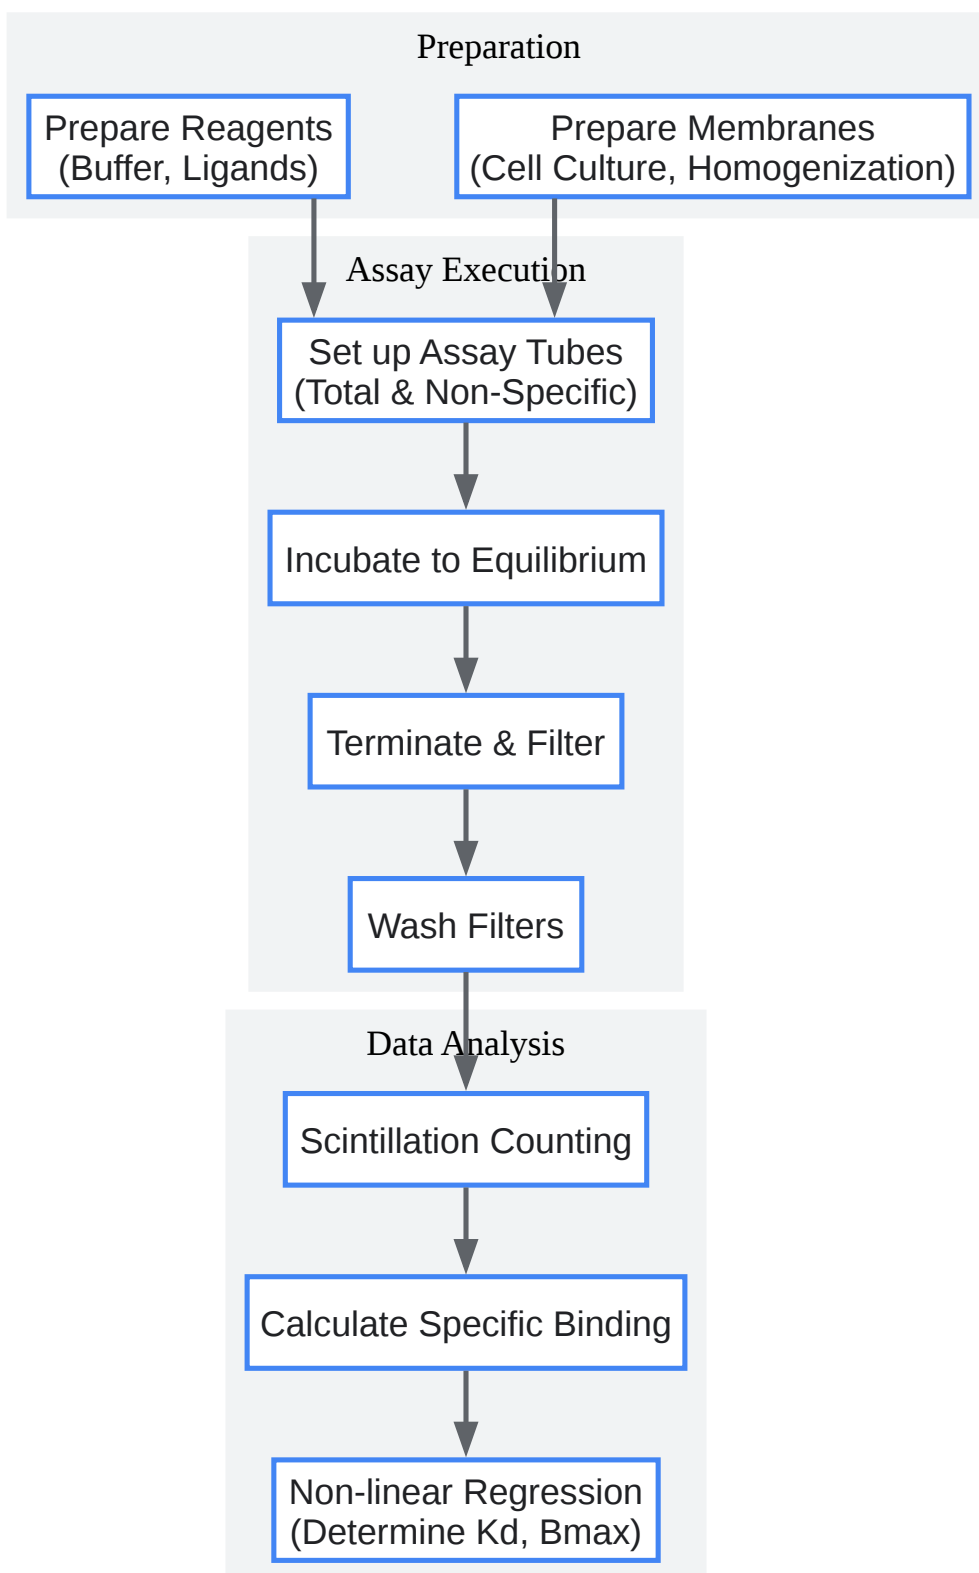 Preparation
Prepare Reagents
(Buffer, Ligands)
Prepare Membranes
(Cell Culture, Homogenization)
Assay Execution
Set up Assay Tubes
(Total & Non-Specific)
Incubate to Equilibrium
Terminate & Filter
Wash Filters
Data Analysis
Scintillation Counting
Calculate Specific Binding
Non-linear Regression
(Determine Kd, Bmax)